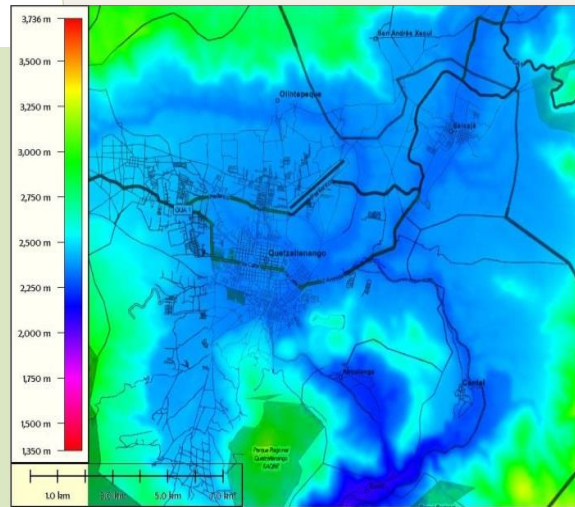 3,736 m
3,500 m
3,250 m
3,000 m
2,750 m
2,500 m
2,250 m
2,000 m
1,750 m
1,500 m
1,350 m
San Andrés Xecul
Olintepeque
Salcajá
Quetzaltenango
Almolonga
Cantel
Zunil
Parque Regional
Quetzaltenango
1.0 km
3.0 km
5.0 km
7.0 km